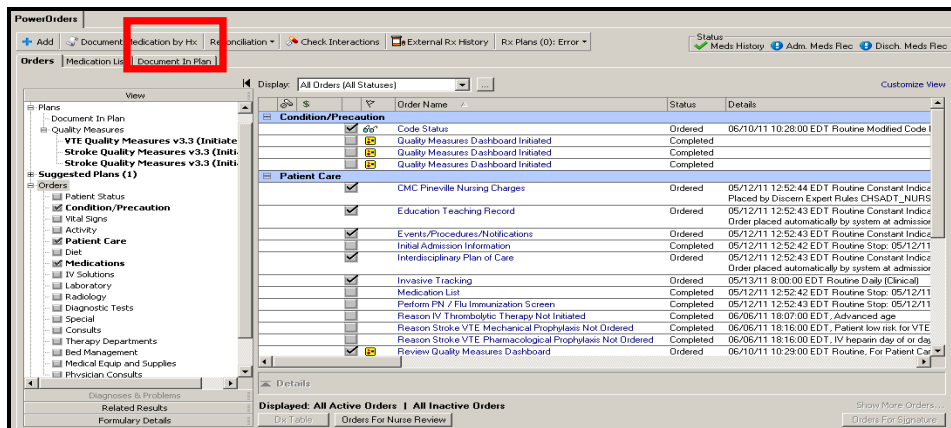 PowerOrders
Add Document Medication by Hx Reconciliation Check Interactions External Rx History Rx Plans (0): Error
Status
Meds History Adm. Meds Rec Disch. Meds Rec
Orders Medication List Document In Plan
Display: All Orders (All Statuses) ... Customize View
View
Plans
Document In Plan
Quality Measures
VTE Quality Measures v3.3 (Initiate
Stroke Quality Measures v3.3 (Initi
Stroke Quality Measures v3.3 (Initi
Suggested Plans (1)
Orders
Patient Status
Condition/Precaution
Vital Signs
Activity
Patient Care
Diet
Medications
IV Solutions
Laboratory
Radiology
Diagnostic Tests
Special
Consults
Therapy Departments
Bed Management
Medical Equip and Supplies
Physician Consults
Diagnoses & Problems
Related Results
Formulary Details
$ Order Name Status Details
Condition/Precaution
Code Status Ordered 06/10/11 10:28:00 EDT Routine Modified Code
Quality Measures Dashboard Initiated Completed
Quality Measures Dashboard Initiated Completed
Quality Measures Dashboard Initiated Completed
Patient Care
CMC Pineville Nursing Charges Ordered 05/12/11 12:52:44 EDT Routine Constant Indica
Placed by Discern Expert Rules CHSADT_NURS
Education Teaching Record Ordered 05/12/11 12:52:43 EDT Routine Constant Indica
Order placed automatically by system at admission
Events/Procedures/Notifications Ordered 05/12/11 12:52:43 EDT Routine Constant Indica
Initial Admission Information Completed 05/12/11 12:52:42 EDT Routine Stop: 05/12/11
Interdisciplinary Plan of Care Ordered 05/12/11 12:52:43 EDT Routine Constant Indica
Order placed automatically by system at admission
Invasive Tracking Ordered 05/13/11 8:00:00 EDT Routine Daily (Clinical)
Medication List Completed 05/12/11 12:52:42 EDT Routine Stop: 05/12/11
Perform PN / Flu Immunization Screen Completed 05/12/11 12:52:43 EDT Routine Stop: 05/12/11
Reason IV Thrombolytic Therapy Not Initiated Completed 06/06/11 18:07:00 EDT, Advanced age
Reason Stroke VTE Mechanical Prophylaxis Not Ordered Completed 06/06/11 18:16:00 EDT, Patient low risk for VTE
Reason Stroke VTE Pharmacological Prophylaxis Not Ordered Completed 06/06/11 18:16:00 EDT, IV heparin day of or day
Review Quality Measures Dashboard Ordered 06/10/11 10:29:00 EDT Routine, For Patient Car
Details
Displayed: All Active Orders | All Inactive Orders Show More Orders...
Dx Table Orders For Nurse Review Orders For Signature